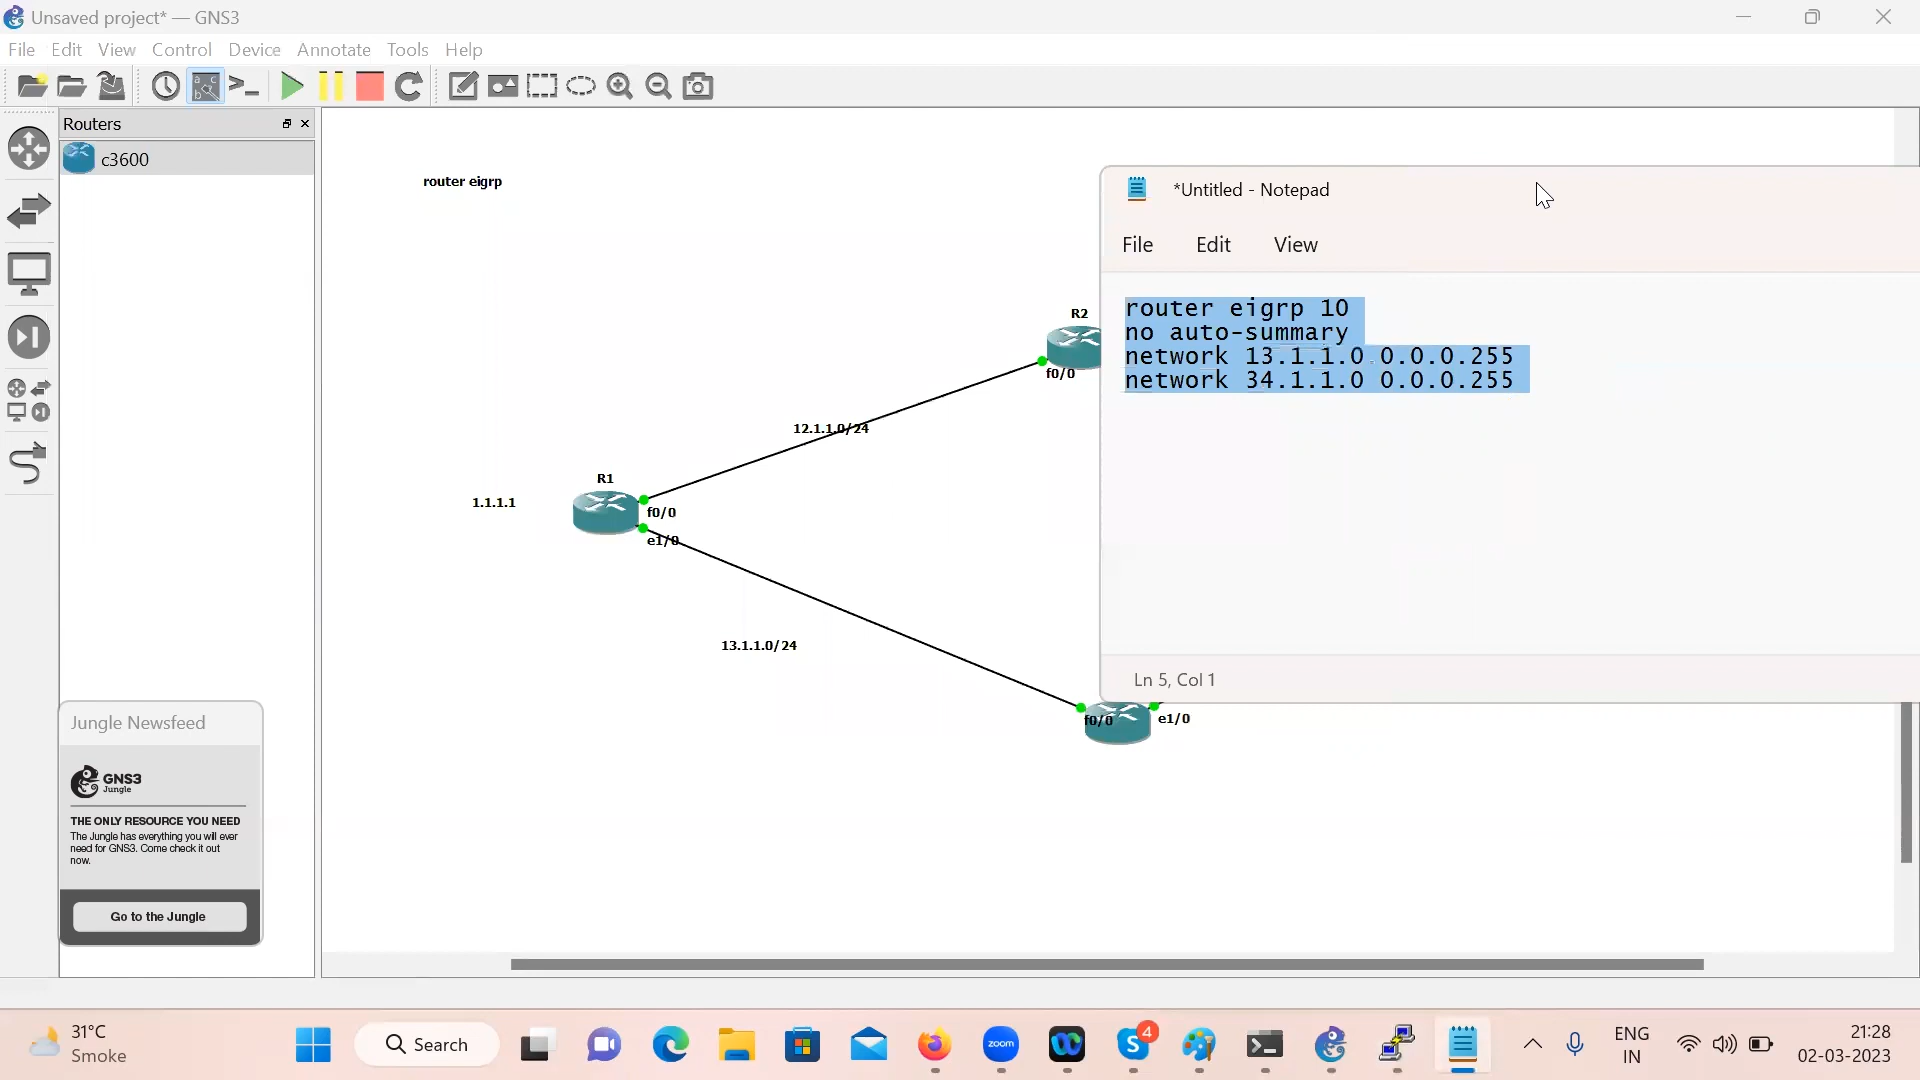 Unsaved project* — GNS3
File Edit View Control Device Annotate Tools Help
Routers
c3600
router eigrp
R2
f0/0
12.1.1.0/24
R1
1.1.1.1
f0/0
e1/0
13.1.1.0/24
f0/0
e1/0
*Untitled - Notepad
File Edit View
router eigrp 10
no auto-summary
network 13.1.1.0 0.0.0.255
network 34.1.1.0 0.0.0.255
Ln 5, Col 1
Jungle Newsfeed
GNS3
Jungle
THE ONLY RESOURCE YOU NEED
The Jungle has everything you will ever
need for GNS3. Come check it out
now.
Go to the Jungle
31°C
Smoke
Search
zoom
4
ENG
IN
21:28
02-03-2023